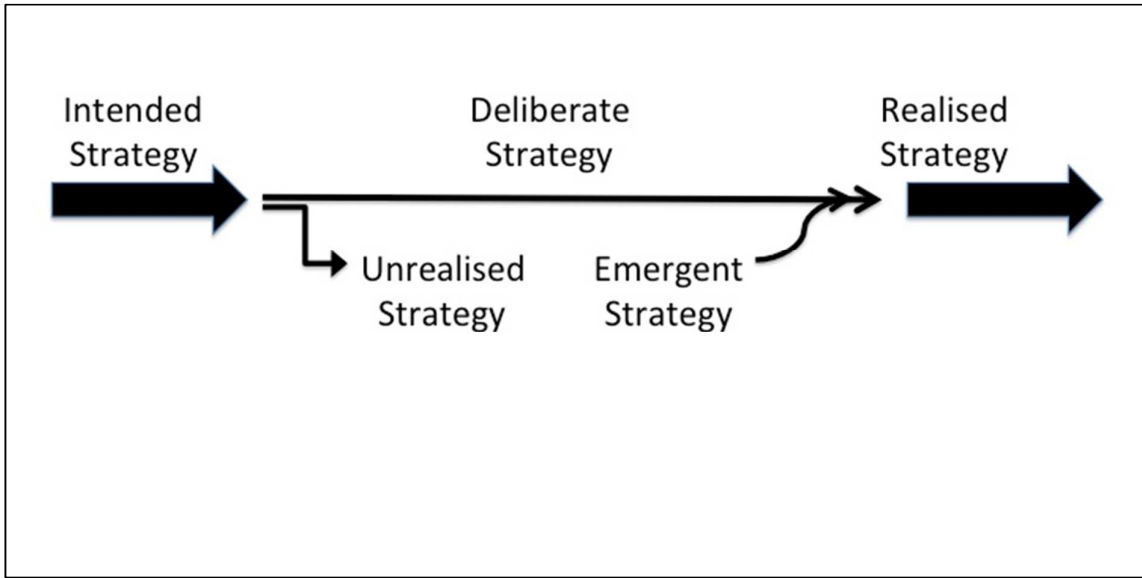 Intended
Strategy
Deliberate
Strategy
Realised
Strategy
Unrealised
Strategy
Emergent
Strategy